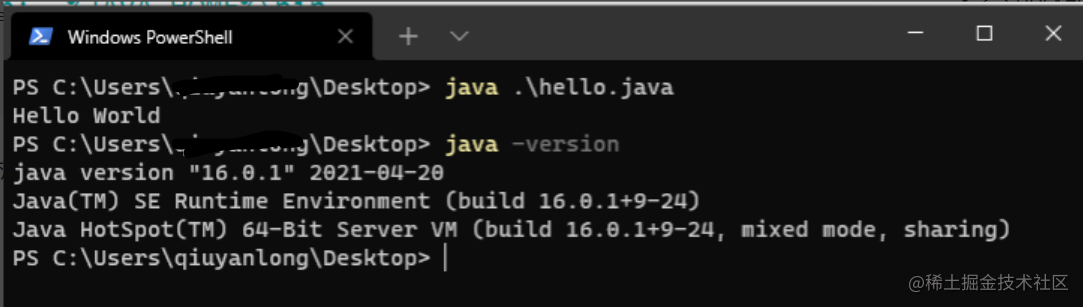 Windows PowerShell
PS C:\Users\ \Desktop> java .\hello.java
Hello World
PS C:\Users\ \Desktop> java -version
java version "16.0.1" 2021-04-20
Java(TM) SE Runtime Environment (build 16.0.1+9-24)
Java HotSpot(TM) 64-Bit Server VM (build 16.0.1+9-24, mixed mode, sharing)
PS C:\Users\qiuyanlong\Desktop>
@稀土掘金技术社区